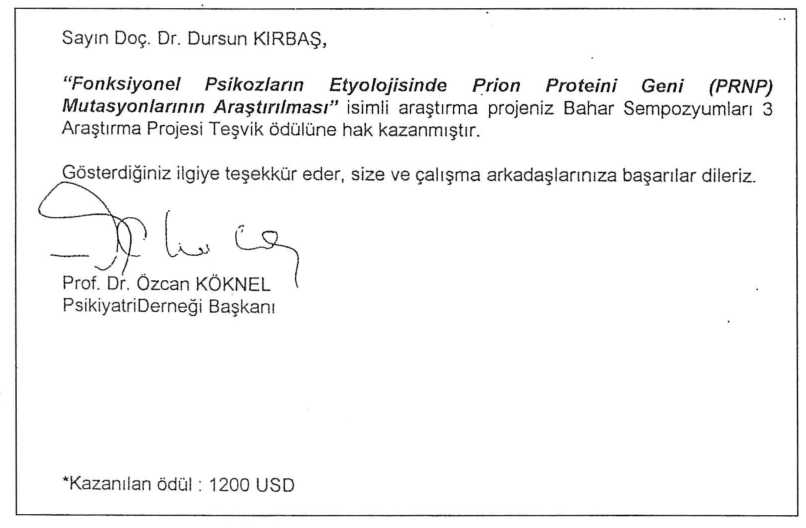 Sayın Doç. Dr. Dursun KIRBAŞ,
“Fonksiyonel Psikozların Etyolojisinde Prion Proteini Geni (PRNP)
Mutasyonlarının Araştırılması” isimli araştırma projeniz Bahar Sempozyumları 3
Araştırma Projesi Teşvik ödülüne hak kazanmıştır.
Gösterdiğiniz ilgiye teşekkür eder, size ve çalışma arkadaşlarınıza başarılar dileriz.
Prof. Dr. Özcan KÖKNEL
PsikiyatriDerneği Başkanı
*Kazanılan ödül : 1200 USD